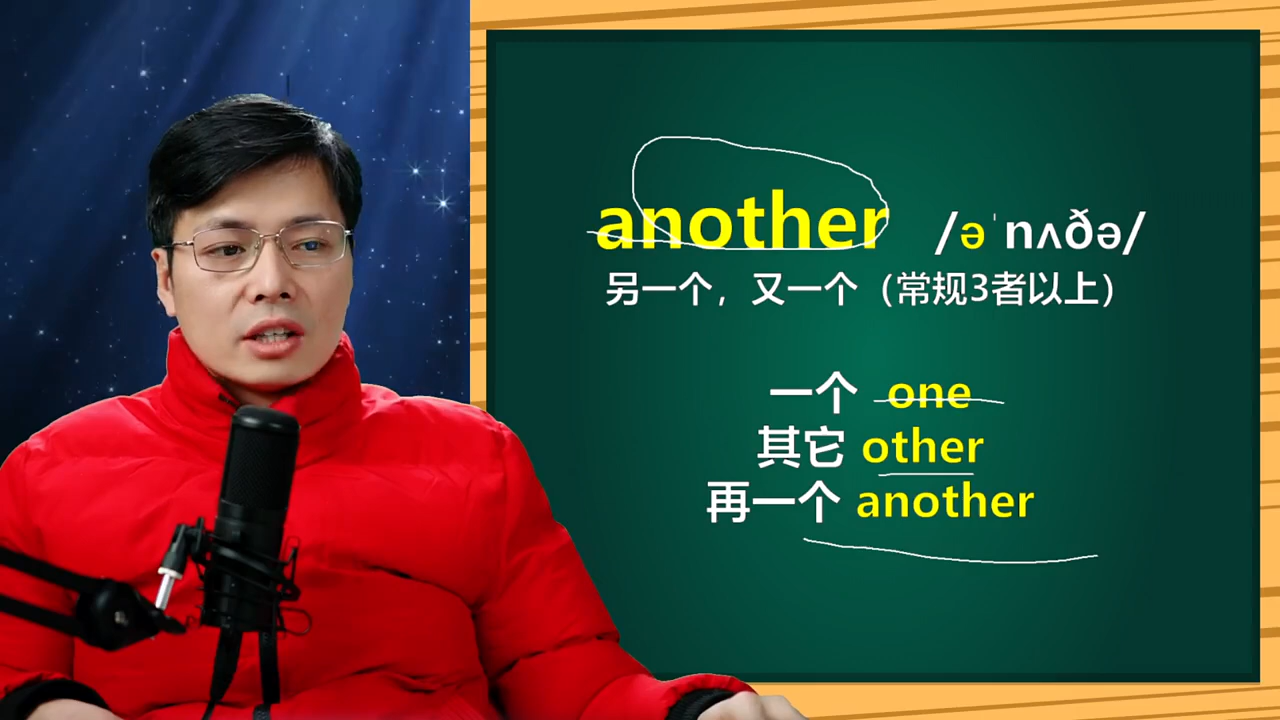 another /əˈnʌðə/
另一个，又一个（常规3者以上）
一个 one
其它 other
再一个 another